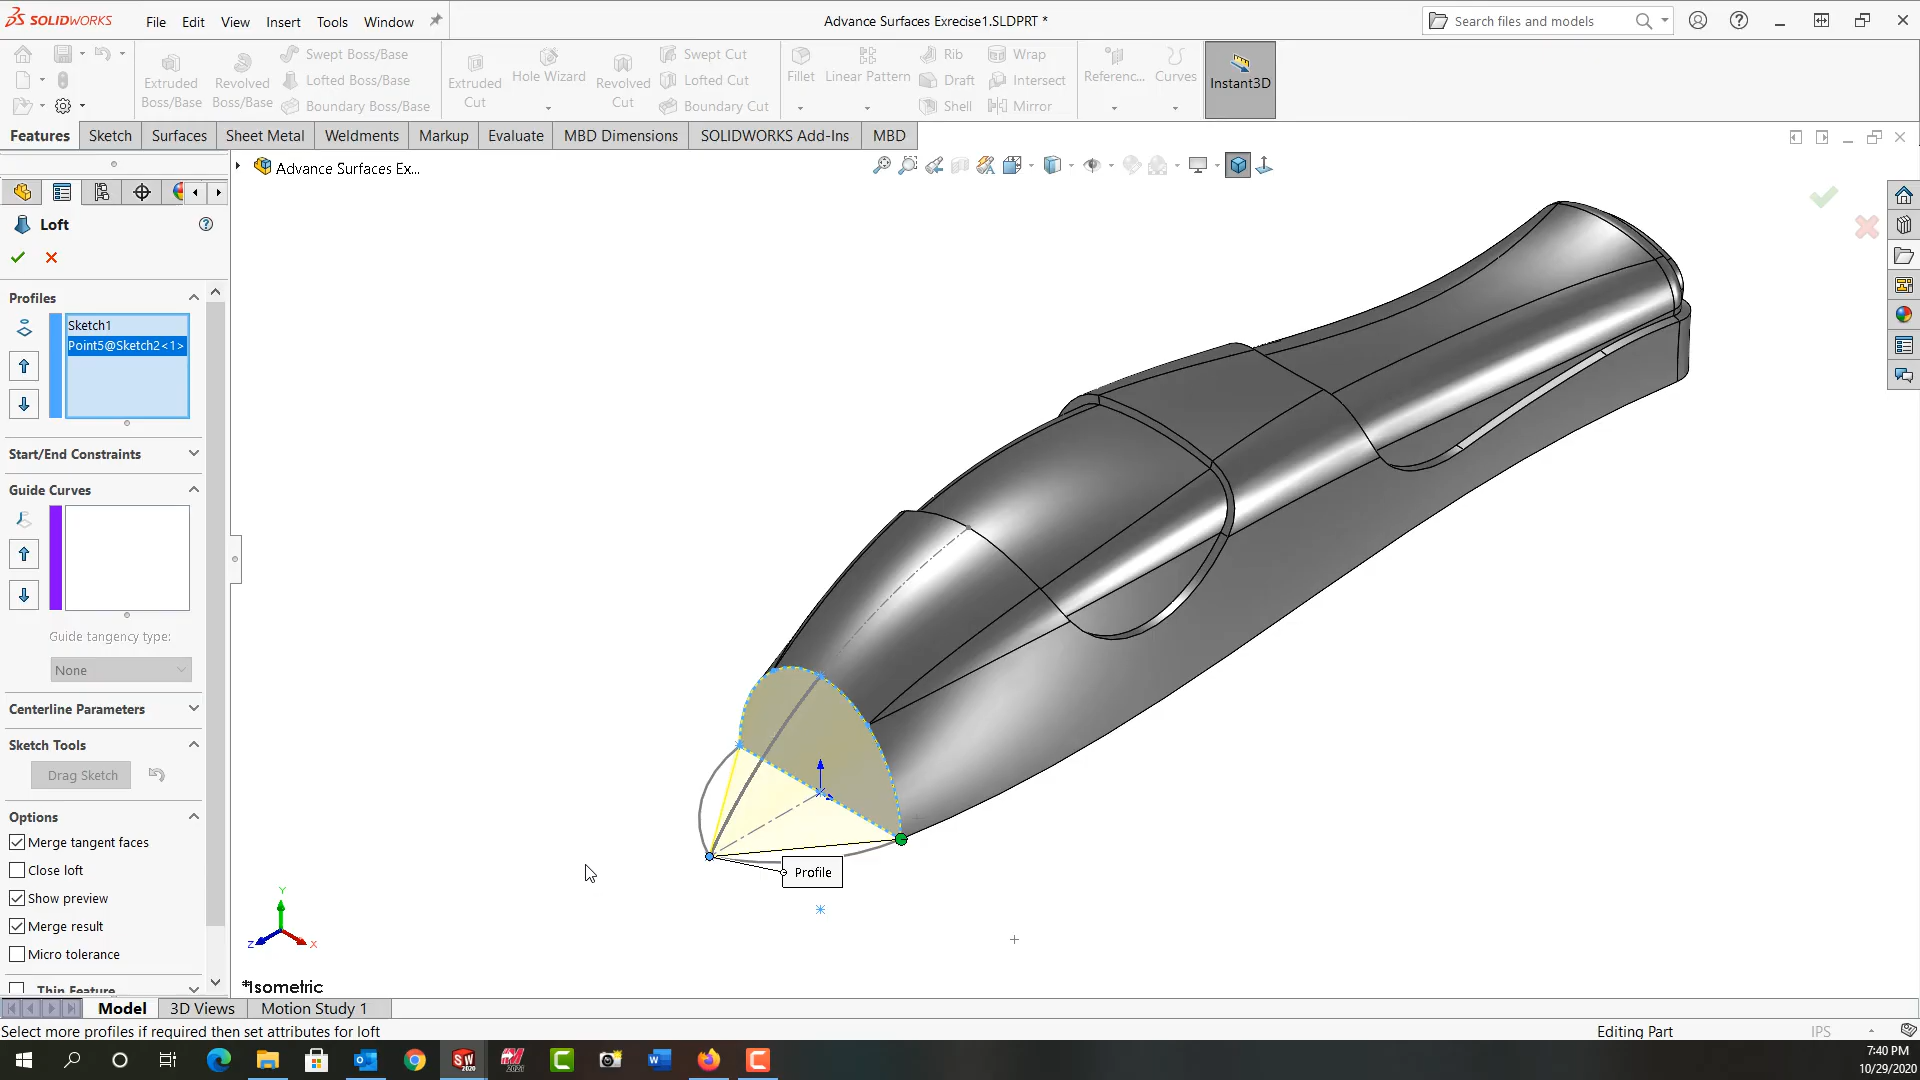 SOLIDWORKS
File Edit View Insert Tools Window
Advance Surfaces Exrecise1.SLDPRT *
Search files and models
Extruded Boss/Base
Revolved Boss/Base
Swept Boss/Base
Lofted Boss/Base
Boundary Boss/Base
Extruded Cut
Hole Wizard
Revolved Cut
Swept Cut
Lofted Cut
Boundary Cut
Fillet
Linear Pattern
Rib
Draft
Shell
Wrap
Intersect
Mirror
Referenc...
Curves
Instant3D
Features Sketch Surfaces Sheet Metal Weldments Markup Evaluate MBD Dimensions SOLIDWORKS Add-Ins MBD
Advance Surfaces Ex...
Loft
Profiles
Sketch1
Point5@Sketch2<1>
Start/End Constraints
Guide Curves
Guide tangency type:
None
Centerline Parameters
Sketch Tools
Drag Sketch
Options
Merge tangent faces
Close loft
Show preview
Merge result
Micro tolerance
Thin Feature
Profile
Y
Z
X
*Isometric
Model 3D Views Motion Study 1
Select more profiles if required then set attributes for loft
Editing Part
IPS
SW
2020
2021
7:40 PM
10/29/2020